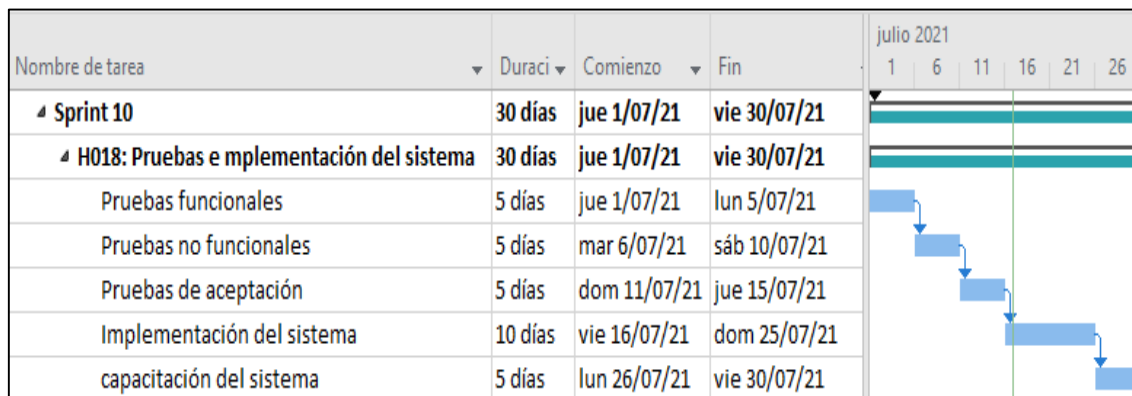 julio 2021
Nombre de tarea Duraci Comienzo Fin 1 6 11 16 21 26
Sprint 10 30 días jue 1/07/21 vie 30/07/21
H018: Pruebas e mplementación del sistema 30 días jue 1/07/21 vie 30/07/21
Pruebas funcionales 5 días jue 1/07/21 lun 5/07/21
Pruebas no funcionales 5 días mar 6/07/21 sáb 10/07/21
Pruebas de aceptación 5 días dom 11/07/21 jue 15/07/21
Implementación del sistema 10 días vie 16/07/21 dom 25/07/21
capacitación del sistema 5 días lun 26/07/21 vie 30/07/21